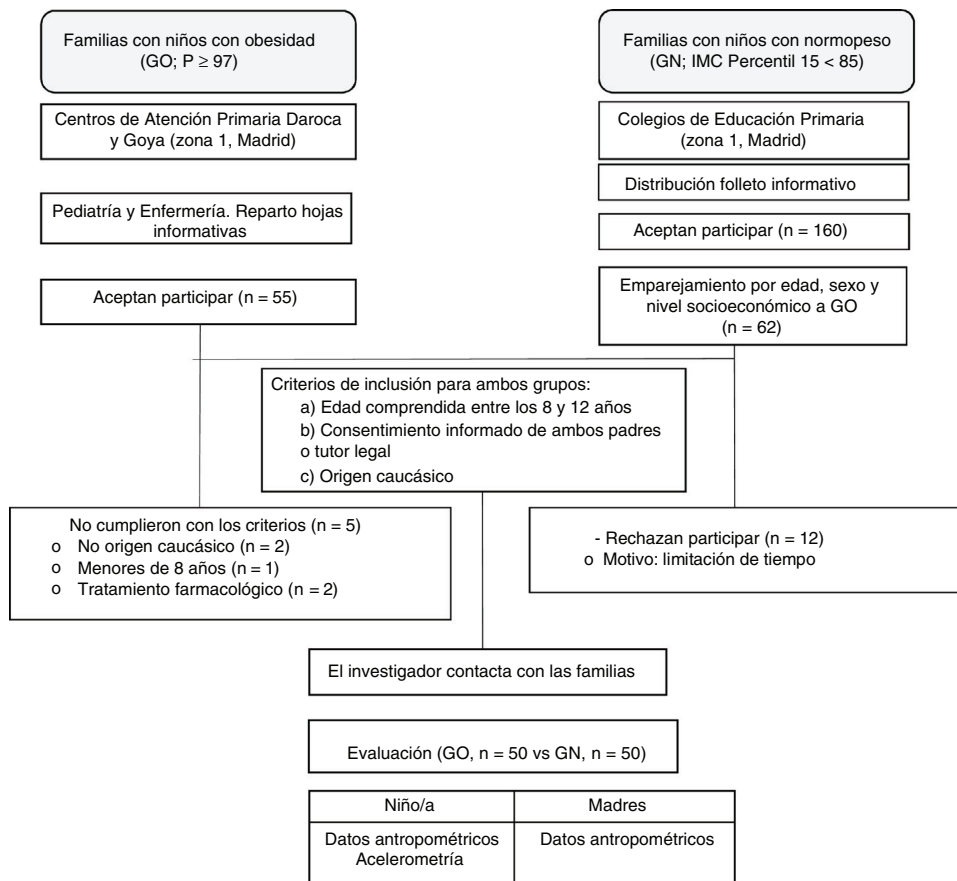 Familias con niños con obesidad
(GO; P ≥ 97)
Centros de Atención Primaria Daroca
y Goya (zona 1, Madrid)
Pediatría y Enfermería. Reparto hojas
informativas
Aceptan participar (n = 55)
Familias con niños con normopeso
(GN; IMC Percentil 15 < 85)
Colegios de Educación Primaria
(zona 1, Madrid)
Distribución folleto informativo
Aceptan participar (n = 160)
Emparejamiento por edad, sexo y
nivel socioeconómico a GO
(n = 62)
Criterios de inclusión para ambos grupos:
a) Edad comprendida entre los 8 y 12 años
b) Consentimiento informado de ambos padres
o tutor legal
c) Origen caucásico
No cumplieron con los criterios (n = 5)
o No origen caucásico (n = 2)
o Menores de 8 años (n = 1)
o Tratamiento farmacológico (n = 2)
- Rechazan participar (n = 12)
o Motivo: limitación de tiempo
El investigador contacta con las familias
Evaluación (GO, n = 50 vs GN, n = 50)
Niño/a
Madres
Datos antropométricos
Acelerometría
Datos antropométricos